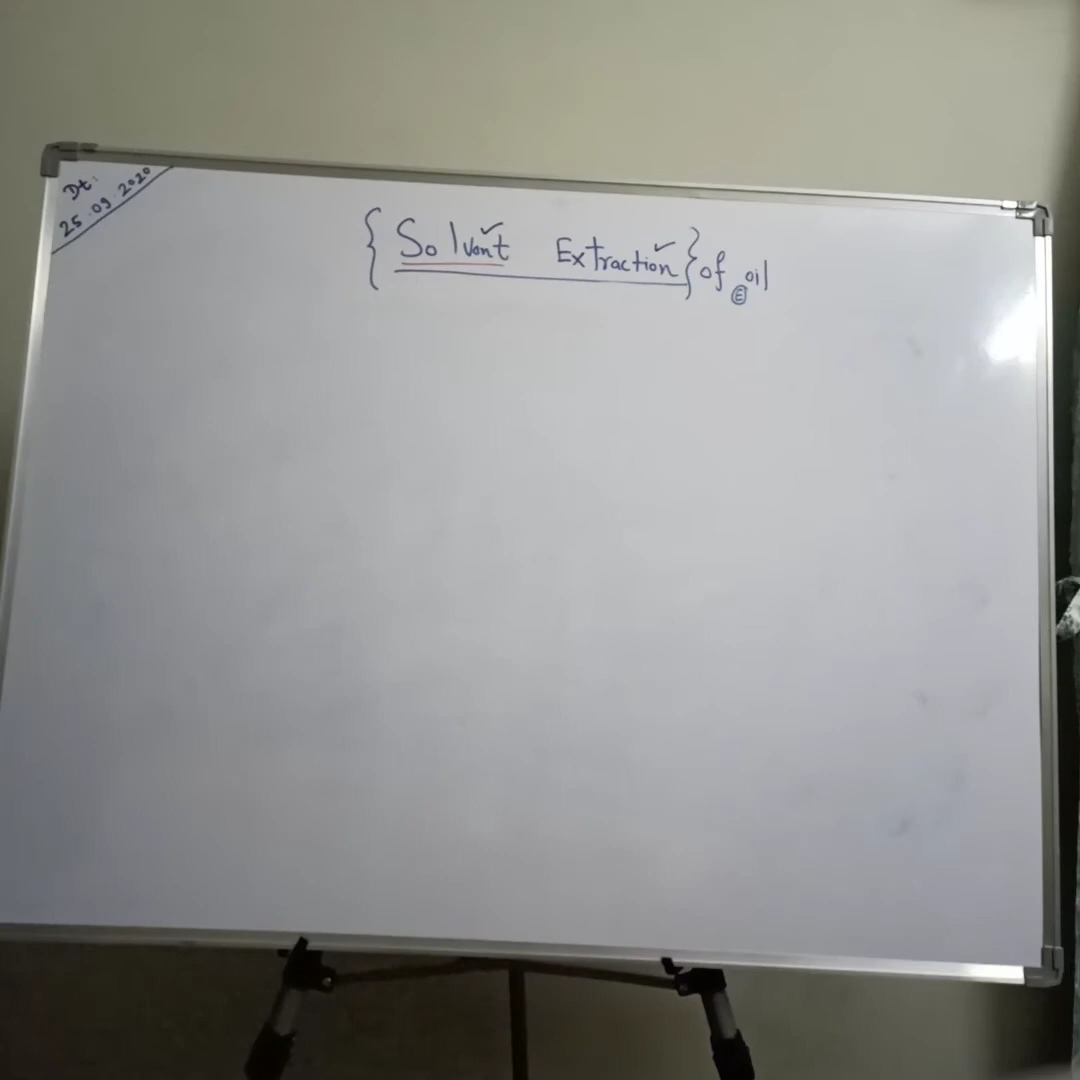 Dt:
25.09.2020
{Solvent Extraction} of oil
E